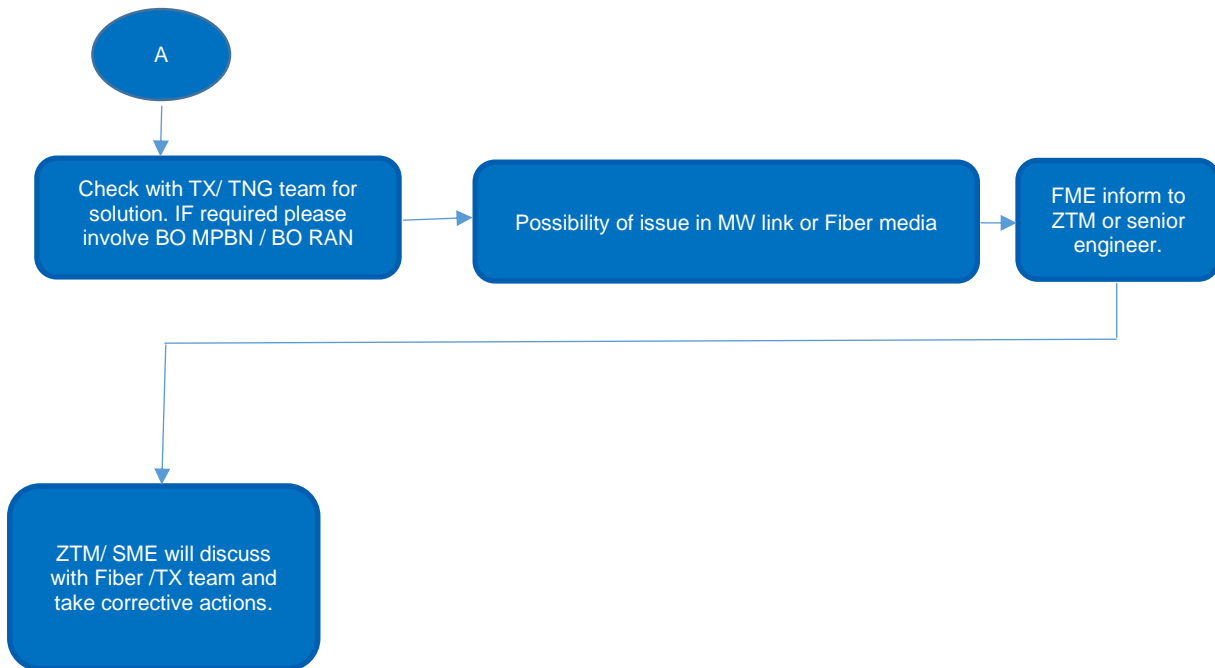 A
Check with TX/ TNG team for
solution. IF required please
involve BO MPBN / BO RAN
Possibility of issue in MW link or Fiber media
FME inform to
ZTM or senior
engineer.
ZTM/ SME will discuss
with Fiber /TX team and
take corrective actions.